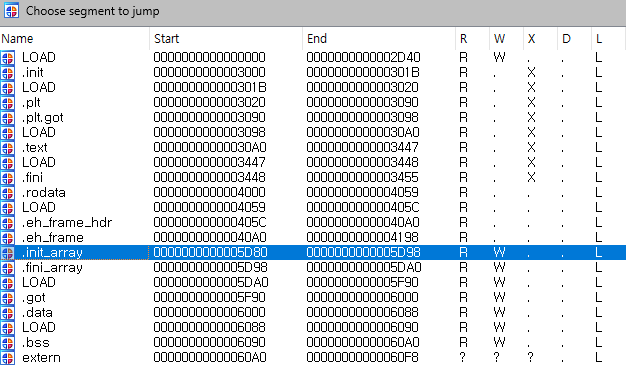 Choose segment to jump
Name Start End R W X D L
LOAD 0000000000000000 0000000000002D40 R W . . L
.init 0000000000003000 000000000000301B R . X . L
LOAD 000000000000301B 0000000000003020 R . X . L
.plt 0000000000003020 0000000000003090 R . X . L
.plt.got 0000000000003090 0000000000003098 R . X . L
LOAD 0000000000003098 00000000000030A0 R . X . L
.text 00000000000030A0 0000000000003447 R . X . L
LOAD 0000000000003447 0000000000003448 R . X . L
.fini 0000000000003448 0000000000003455 R . X . L
.rodata 0000000000004000 0000000000004059 R . . . L
LOAD 0000000000004059 000000000000405C R . . . L
.eh_frame_hdr 000000000000405C 00000000000040A0 R . . . L
.eh_frame 00000000000040A0 0000000000004198 R . . . L
.init_array 0000000000005D80 0000000000005D98 R W . . L
.fini_array 0000000000005D98 0000000000005DA0 R W . . L
LOAD 0000000000005DA0 0000000000005F90 R W . . L
.got 0000000000005F90 0000000000006000 R W . . L
.data 0000000000006000 0000000000006088 R W . . L
LOAD 0000000000006088 0000000000006090 R W . . L
.bss 0000000000006090 00000000000060A0 R W . . L
extern 00000000000060A0 00000000000060F8 ? ? ? . L